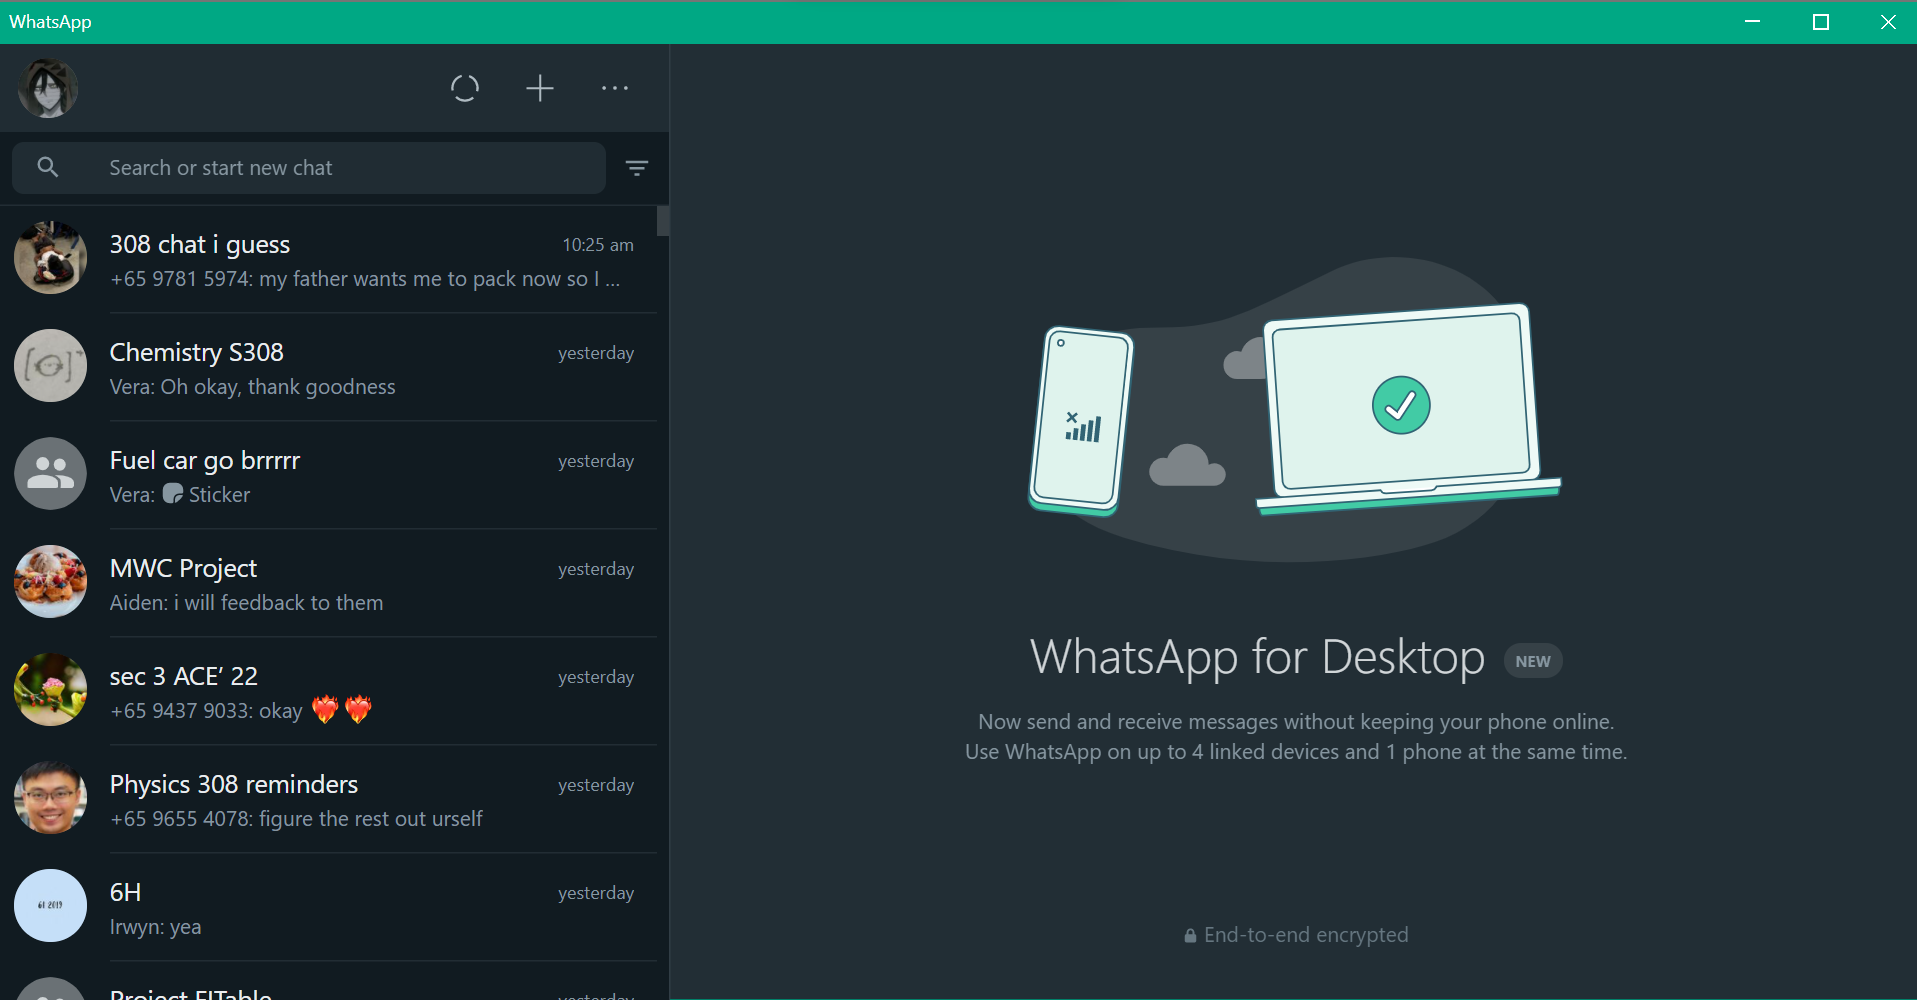 WhatsApp
Search or start new chat
308 chat i guess
10:25 am
+65 9781 5974: my father wants me to pack now so I ...
Chemistry S308
yesterday
Vera: Oh okay, thank goodness
Fuel car go brrrrr
yesterday
Vera: Sticker
MWC Project
yesterday
Aiden: i will feedback to them
sec 3 ACE’ 22
yesterday
+65 9437 9033: okay ❤️‍🔥❤️‍🔥
Physics 308 reminders
yesterday
+65 9655 4078: figure the rest out urself
6H
yesterday
Irwyn: yea
Project
yesterday
WhatsApp for Desktop NEW
Now send and receive messages without keeping your phone online.
Use WhatsApp on up to 4 linked devices and 1 phone at the same time.
End-to-end encrypted